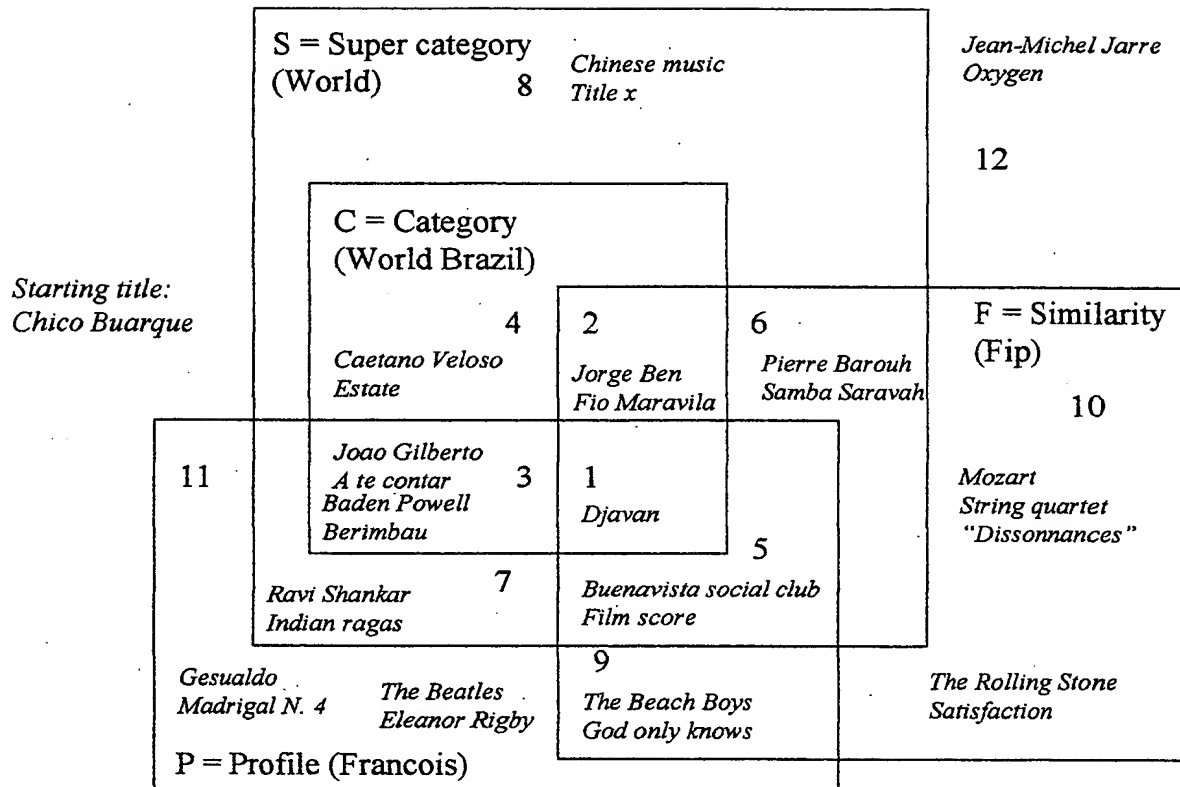 S = Super category
(World)
8
Chinese music
Title x
Jean-Michel Jarre
Oxygen
12
C = Category
(World Brazil)
Starting title:
Chico Buarque
4
2
6
F = Similarity
(Fip)
Caetano Veloso
Estate
Jorge Ben
Fio Maravila
Pierre Barouh
Samba Saravah
10
11
Joao Gilberto
A te contar
Baden Powell
Berimbau
3
1
Djavan
Mozart
String quartet
"Dissonnances"
5
7
Ravi Shankar
Indian ragas
Buenavista social club
Film score
9
Gesualdo
Madrigal N. 4
The Beatles
Eleanor Rigby
The Beach Boys
God only knows
The Rolling Stone
Satisfaction
P = Profile (Francois)